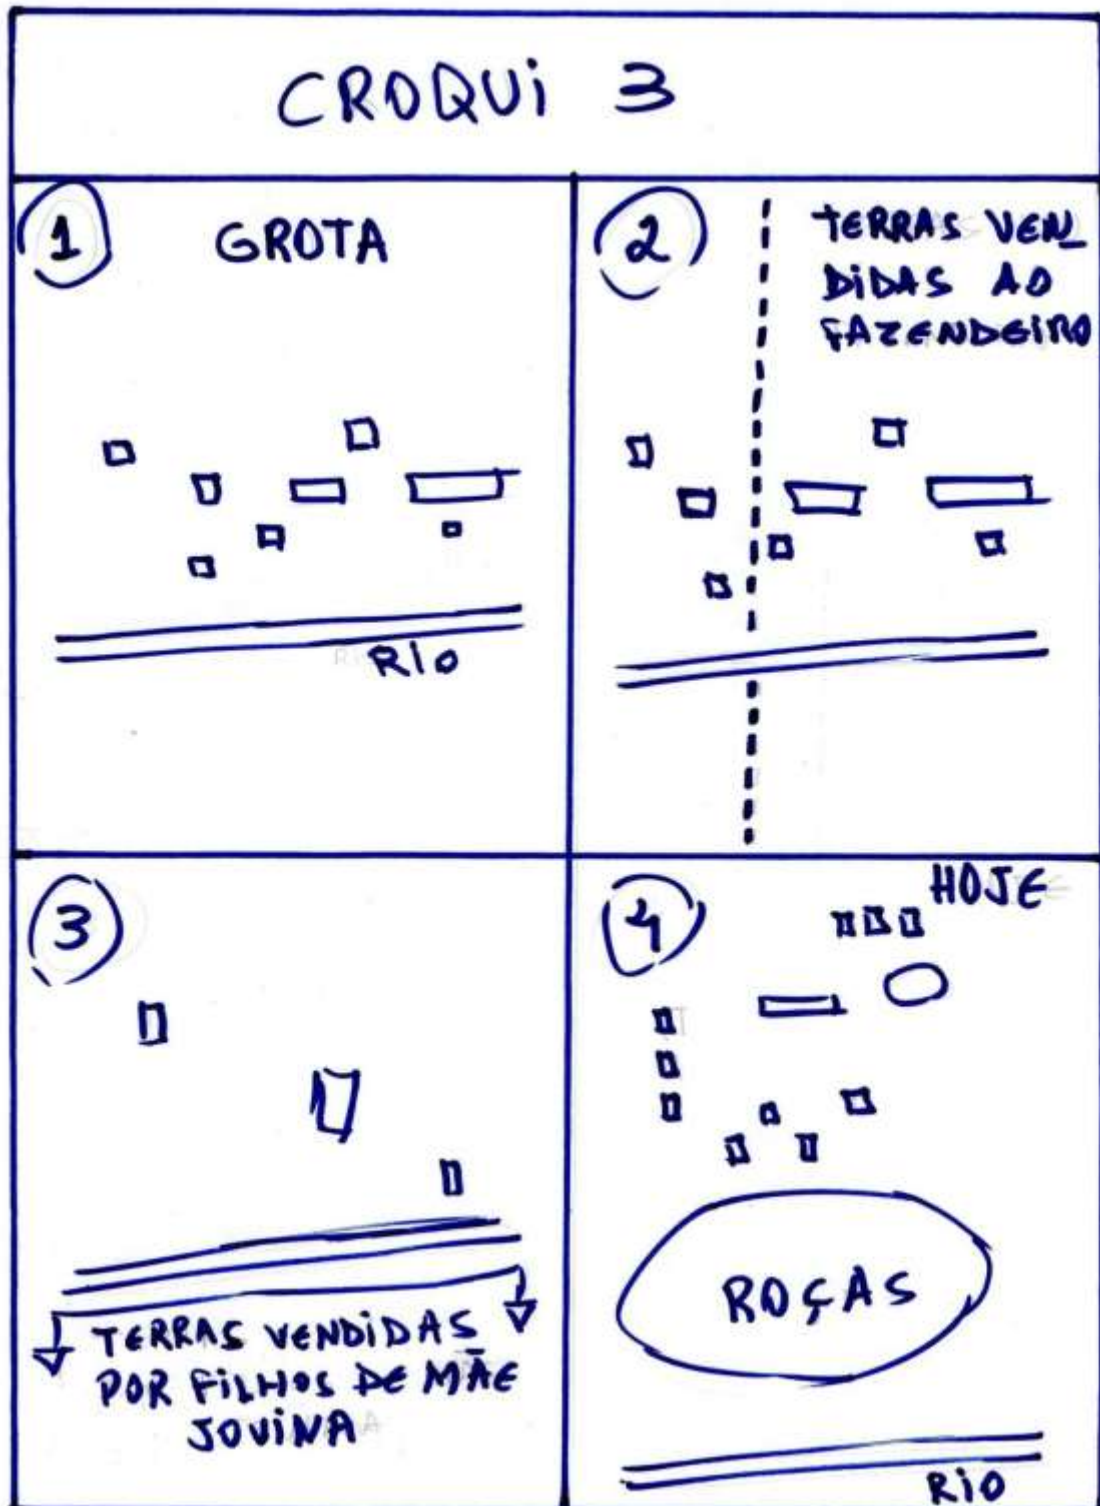 CROQUi 3
1
GROTA
RIO
2
TERRAS VEN_
DiDAS AO
FAZENDEIRO
3
TERRAS VENDiDAS
POR FiLHOS DE MÃE
JOViNA
4
HOJE
ROÇAS
RiO